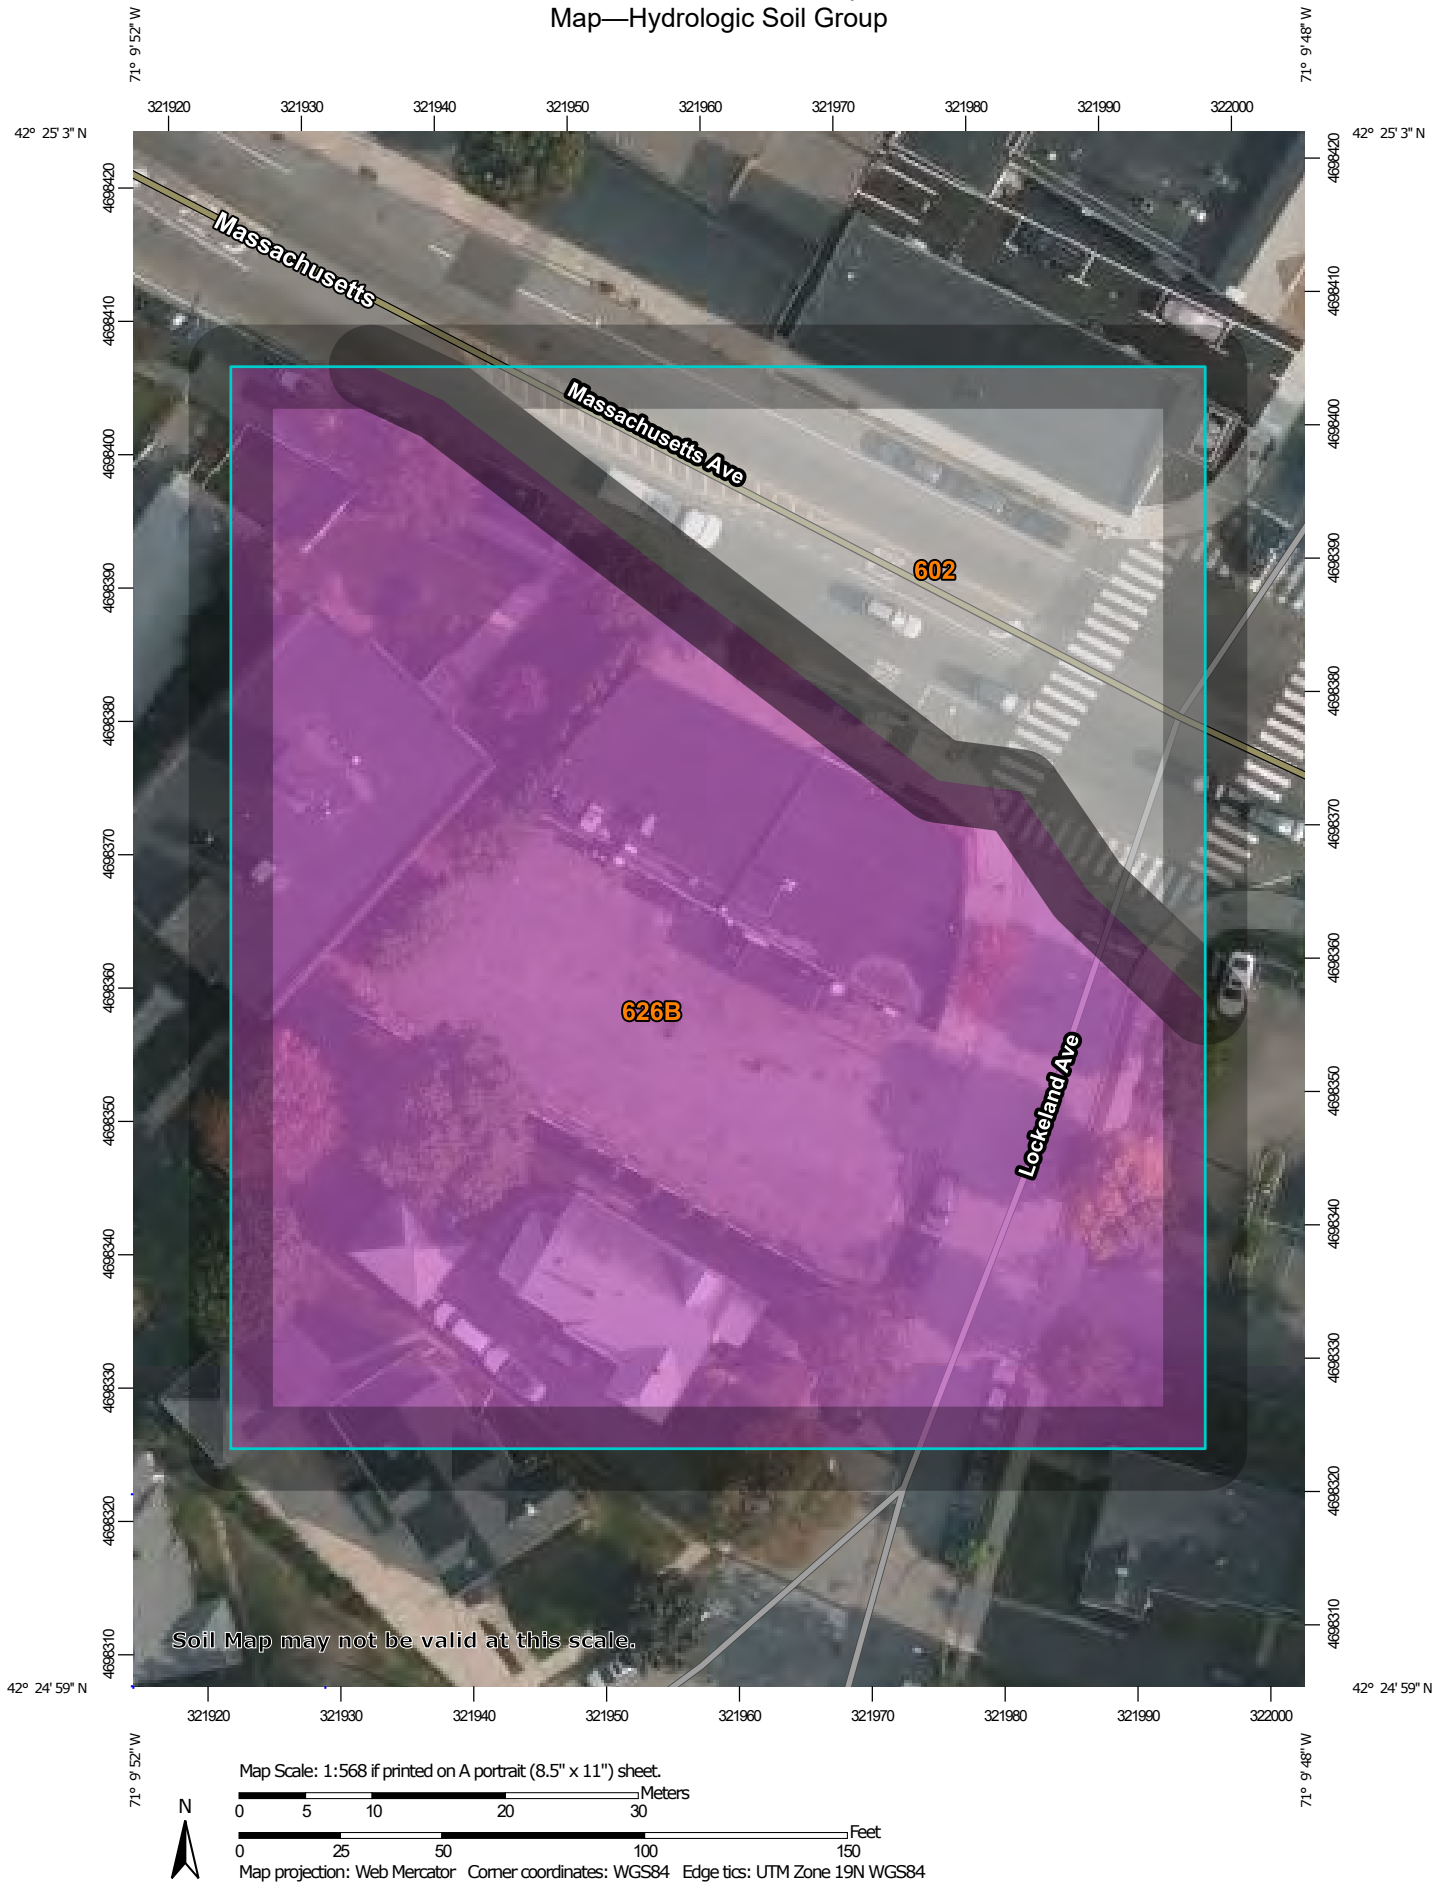 Map—Hydrologic Soil Group
71° 9' 52'' W
71° 9' 48'' W
321920 321930 321940 321950 321960 321970 321980 321990 322000
42° 25' 3'' N
42° 25' 3'' N
4698420
4698410
4698400
4698390
4698380
4698370
4698360
4698350
4698340
4698330
4698320
4698310
Massachusetts
Massachusetts Ave
602
626B
Lockeland Ave
4698420
4698410
4698400
4698390
4698380
4698370
4698360
4698350
4698340
4698330
4698320
4698310
Soil Map may not be valid at this scale.
42° 24' 59'' N
42° 24' 59'' N
321920 321930 321940 321950 321960 321970 321980 321990 322000
71° 9' 52'' W
71° 9' 48'' W
Map Scale: 1:568 if printed on A portrait (8.5" x 11") sheet.
Meters
0 5 10 20 30
N
Feet
0 25 50 100 150
Map projection: Web Mercator Corner coordinates: WGS84 Edge tics: UTM Zone 19N WGS84